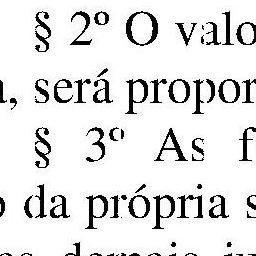 § 2º O valo
, será propor
§ 3º As f
o da própria s